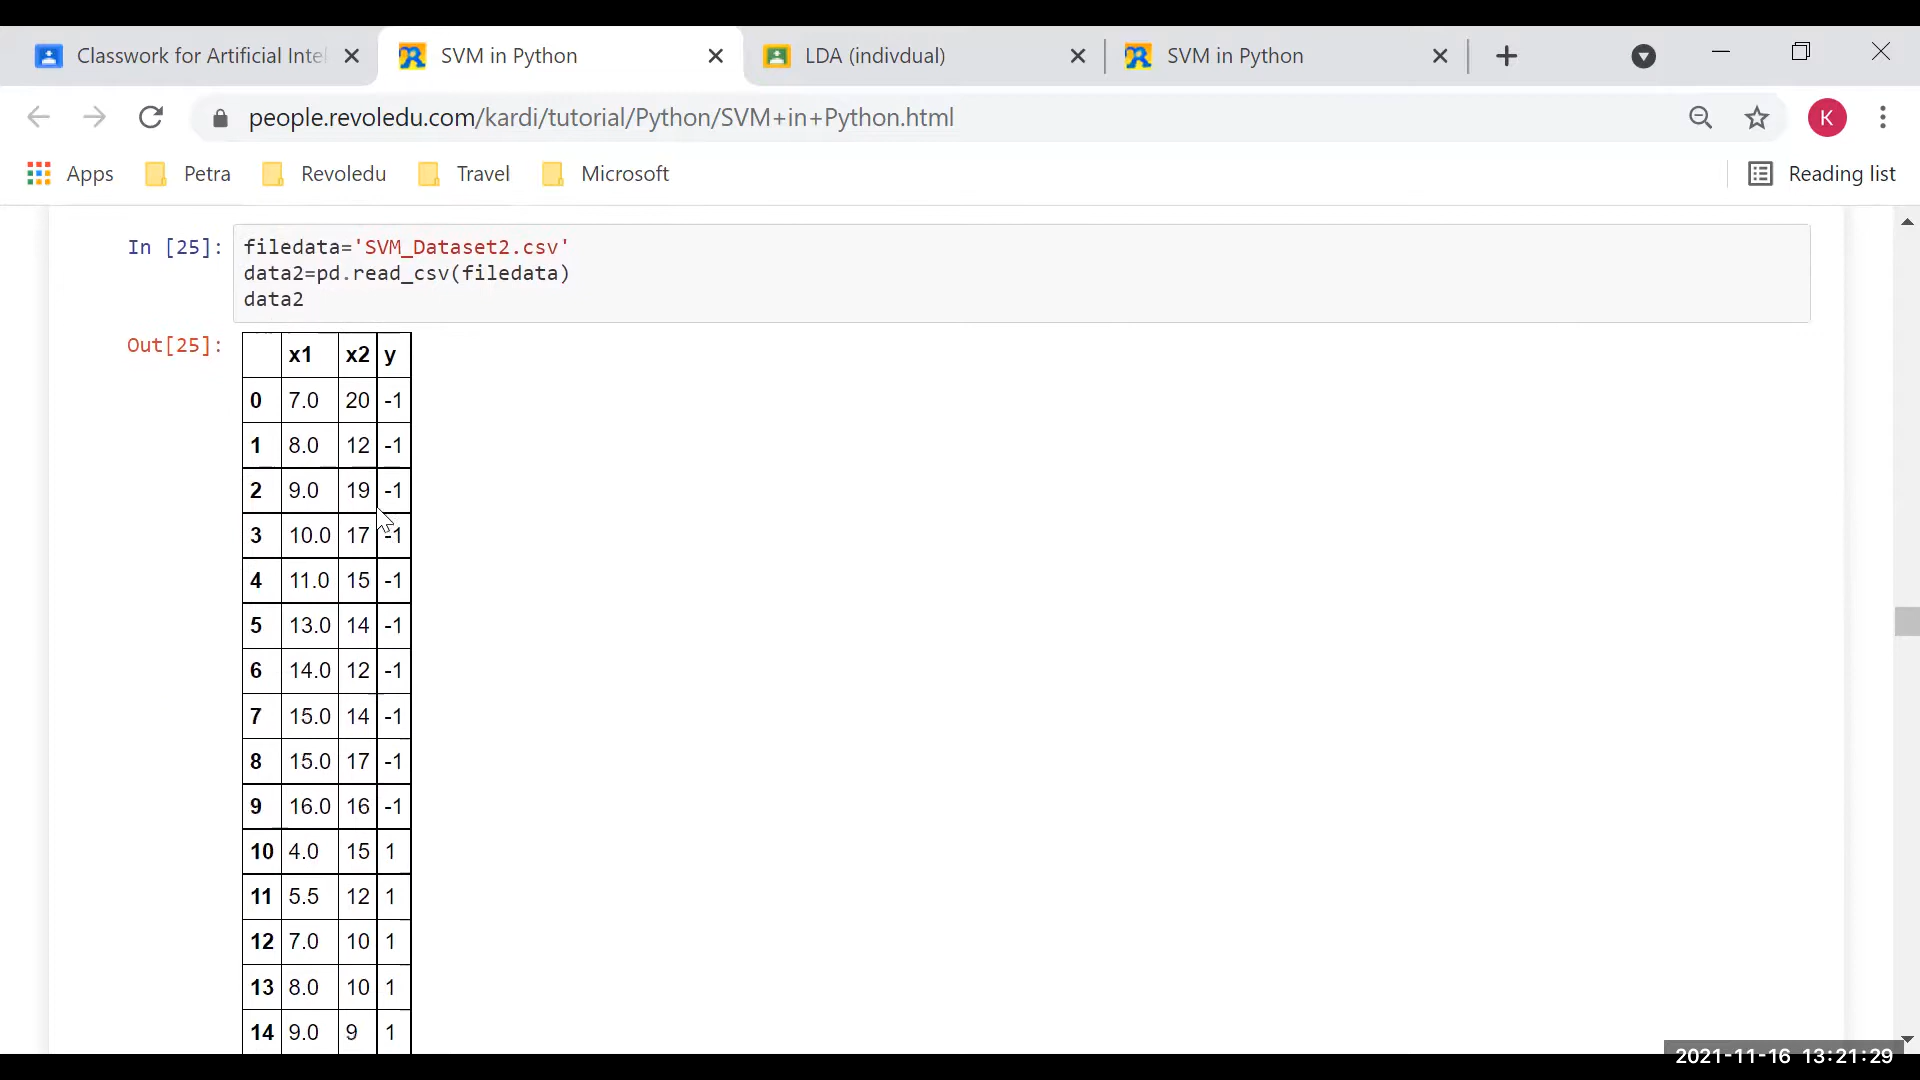 Classwork for Artificial Intel
SVM in Python
LDA (indivdual)
SVM in Python
people.revoledu.com/kardi/tutorial/Python/SVM+in+Python.html
K
Apps
Petra
Revoledu
Travel
Microsoft
Reading list
In [25]:
filedata='SVM_Dataset2.csv'
data2=pd.read_csv(filedata)
data2
Out[25]:
x1 x2 y
0 7.0 20 -1
1 8.0 12 -1
2 9.0 19 -1
3 10.0 17 -1
4 11.0 15 -1
5 13.0 14 -1
6 14.0 12 -1
7 15.0 14 -1
8 15.0 17 -1
9 16.0 16 -1
10 4.0 15 1
11 5.5 12 1
12 7.0 10 1
13 8.0 10 1
14 9.0 9 1
2021-11-16 13:21:29